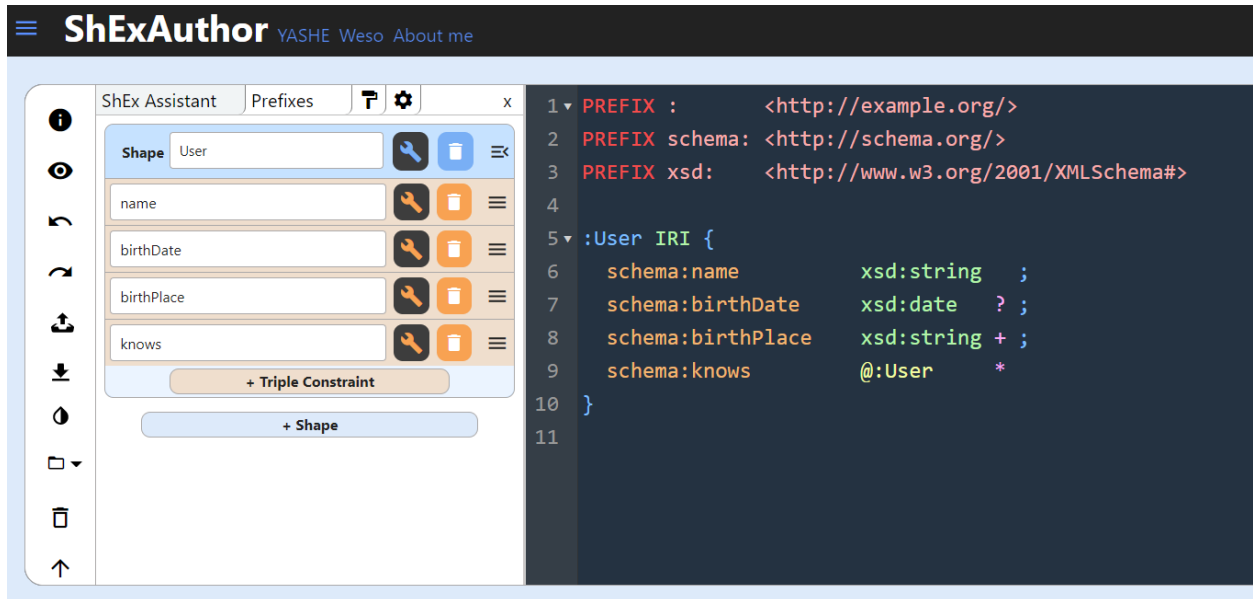 ShExAuthor YASHE Weso About me
ShEx Assistant Prefixes x
Shape User
name
birthDate
birthPlace
knows
+ Triple Constraint
+ Shape
1 PREFIX :       <http://example.org/>
2 PREFIX schema: <http://schema.org/>
3 PREFIX xsd:    <http://www.w3.org/2001/XMLSchema#>
4
5 :User IRI {
6   schema:name          xsd:string   ;
7   schema:birthDate     xsd:date   ? ;
8   schema:birthPlace    xsd:string + ;
9   schema:knows         @:User     *
10 }
11